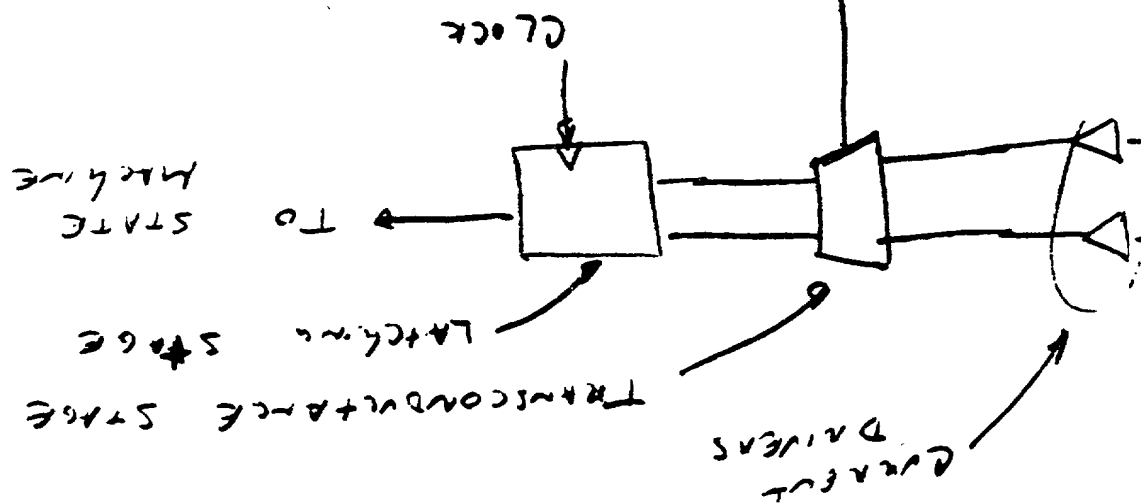 CURRENT
DRIVERS
TRANSCONDUCTANCE STAGE
LATCHING STAGE
TO STATE
MACHINE
CLOCK